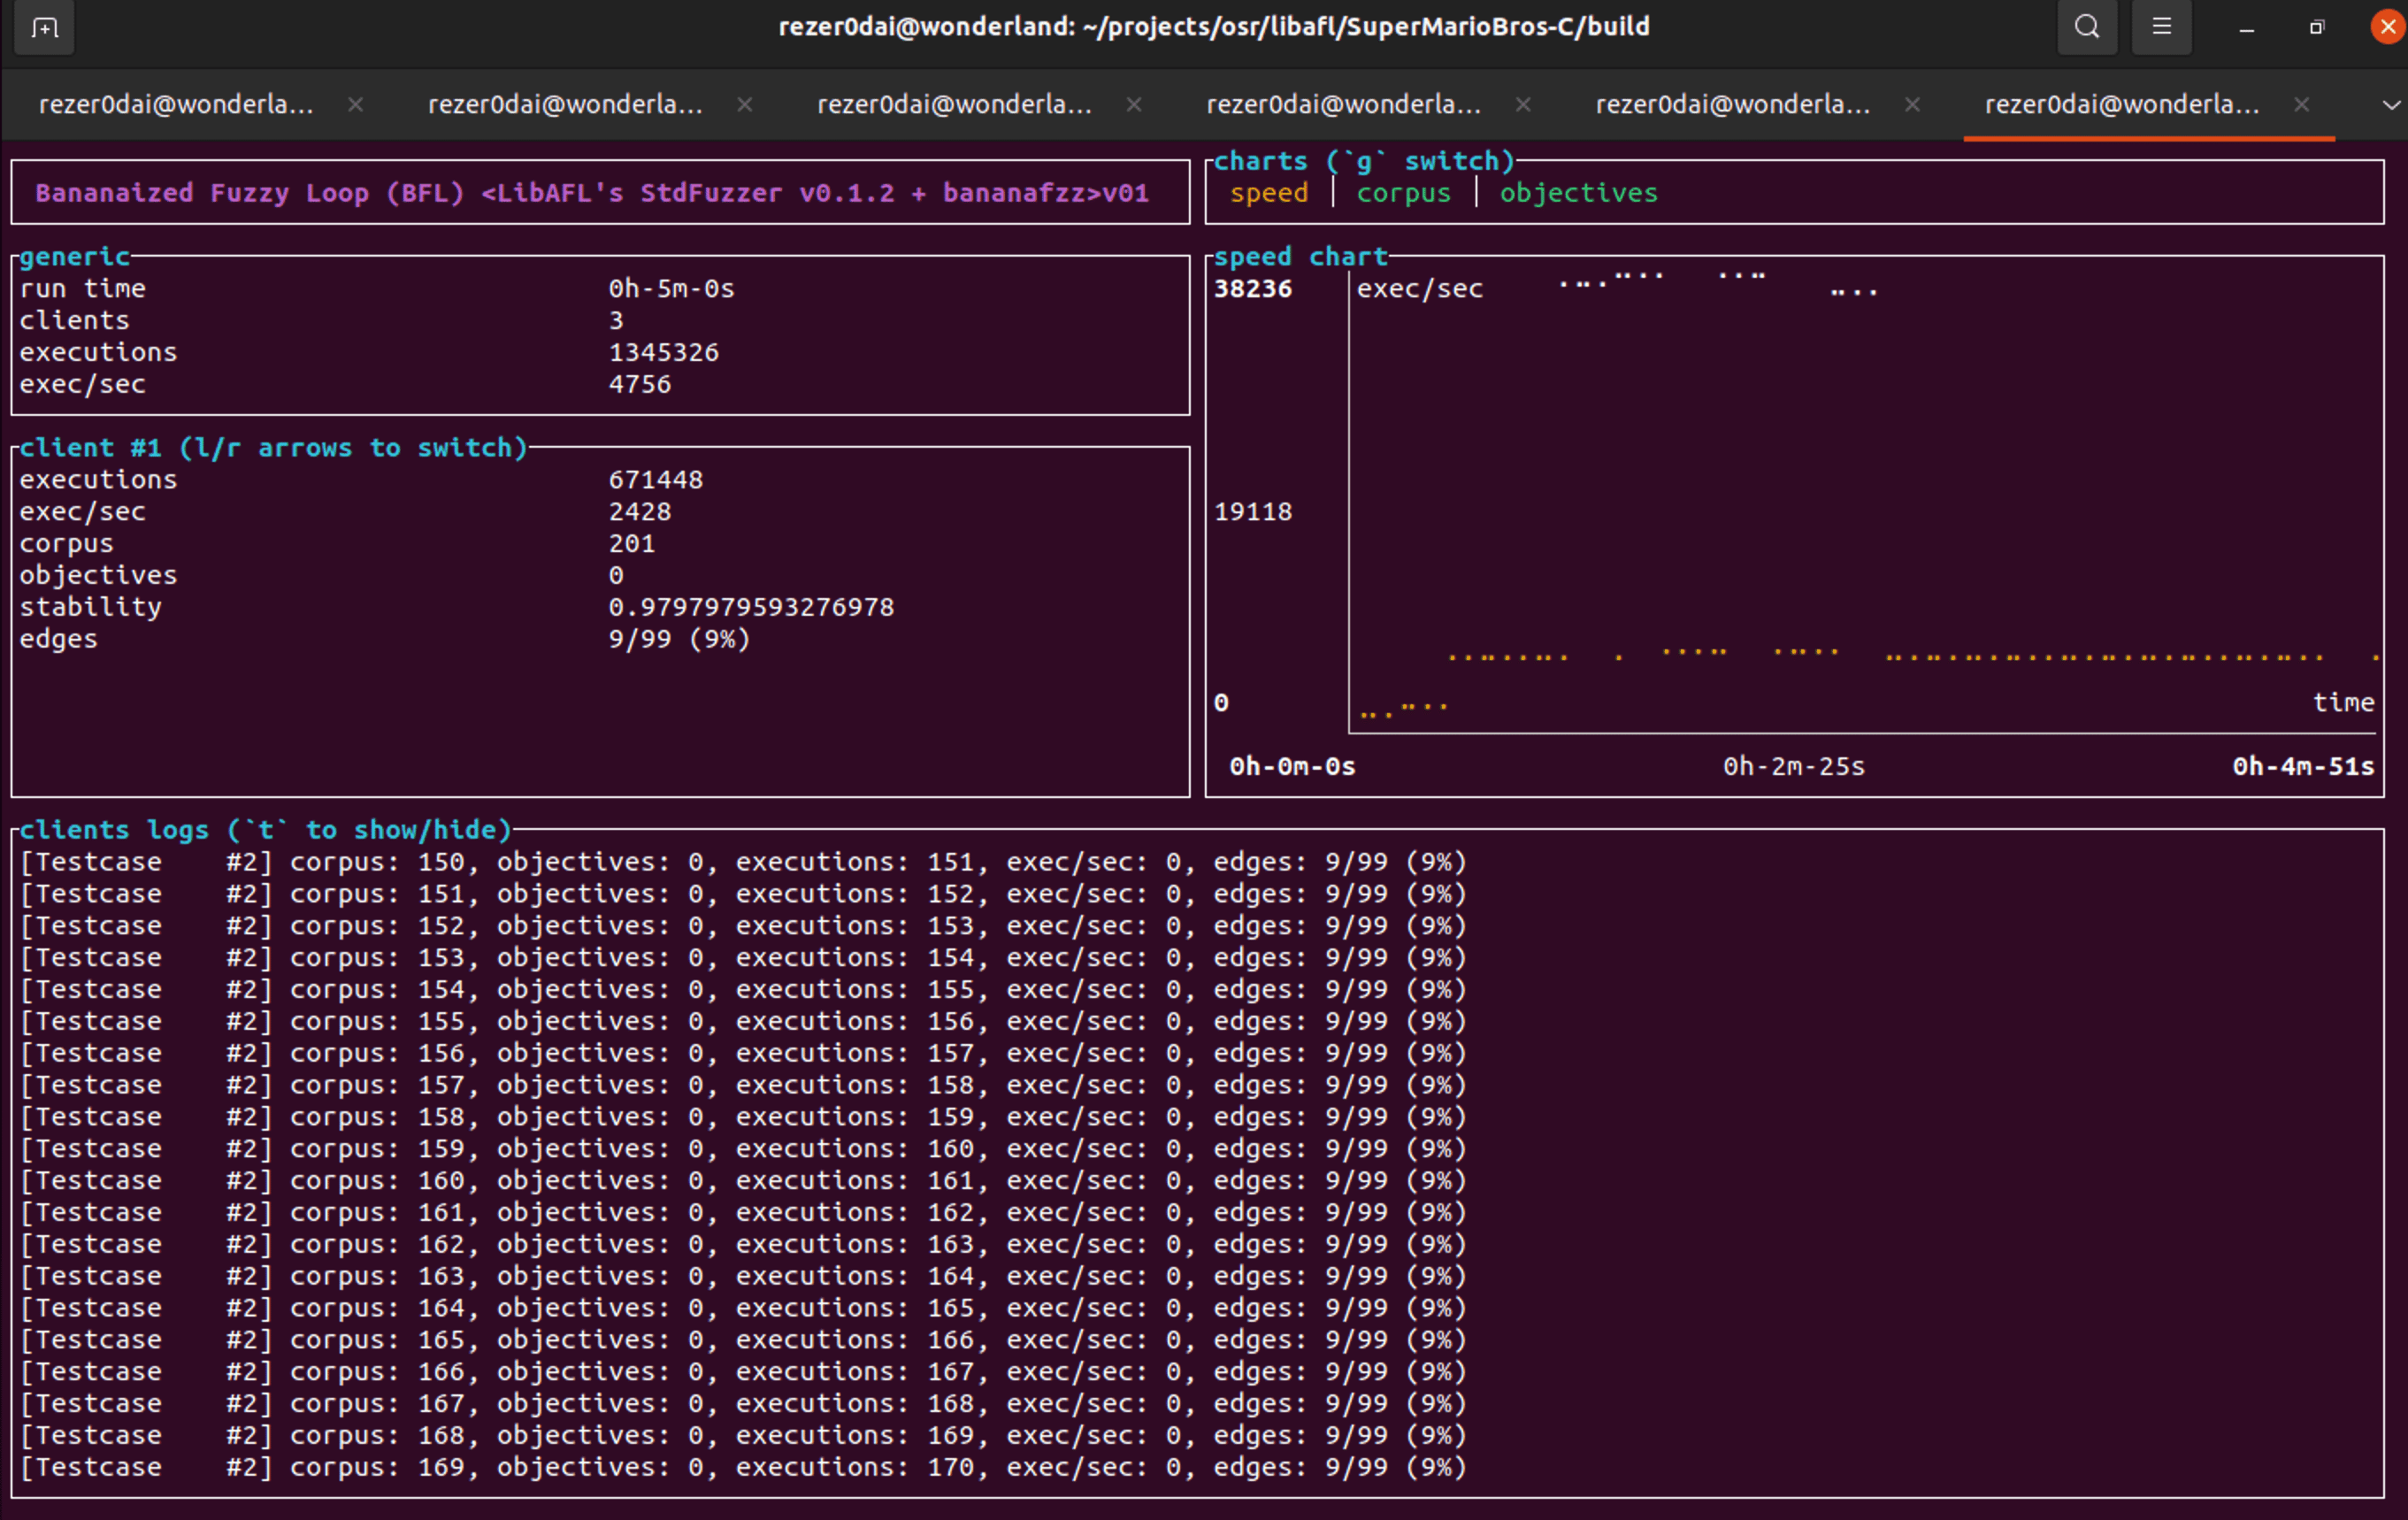 rezer0dai@wonderland: ~/projects/osr/libafl/SuperMarioBros-C/build
rezer0dai@wonderla... × rezer0dai@wonderla... × rezer0dai@wonderla... × rezer0dai@wonderla... × rezer0dai@wonderla... × rezer0dai@wonderla... ×
Bananaized Fuzzy Loop (BFL) <LibAFL's StdFuzzer v0.1.2 + bananafzz>v01
charts (`g` switch)
speed | corpus | objectives
generic
run time 0h-5m-0s
clients 3
executions 1345326
exec/sec 4756
client #1 (l/r arrows to switch)
executions 671448
exec/sec 2428
corpus 201
objectives 0
stability 0.9797979593276978
edges 9/99 (9%)
speed chart
38236 exec/sec
19118
0 time
0h-0m-0s 0h-2m-25s 0h-4m-51s
clients logs (`t` to show/hide)
[Testcase #2] corpus: 150, objectives: 0, executions: 151, exec/sec: 0, edges: 9/99 (9%)
[Testcase #2] corpus: 151, objectives: 0, executions: 152, exec/sec: 0, edges: 9/99 (9%)
[Testcase #2] corpus: 152, objectives: 0, executions: 153, exec/sec: 0, edges: 9/99 (9%)
[Testcase #2] corpus: 153, objectives: 0, executions: 154, exec/sec: 0, edges: 9/99 (9%)
[Testcase #2] corpus: 154, objectives: 0, executions: 155, exec/sec: 0, edges: 9/99 (9%)
[Testcase #2] corpus: 155, objectives: 0, executions: 156, exec/sec: 0, edges: 9/99 (9%)
[Testcase #2] corpus: 156, objectives: 0, executions: 157, exec/sec: 0, edges: 9/99 (9%)
[Testcase #2] corpus: 157, objectives: 0, executions: 158, exec/sec: 0, edges: 9/99 (9%)
[Testcase #2] corpus: 158, objectives: 0, executions: 159, exec/sec: 0, edges: 9/99 (9%)
[Testcase #2] corpus: 159, objectives: 0, executions: 160, exec/sec: 0, edges: 9/99 (9%)
[Testcase #2] corpus: 160, objectives: 0, executions: 161, exec/sec: 0, edges: 9/99 (9%)
[Testcase #2] corpus: 161, objectives: 0, executions: 162, exec/sec: 0, edges: 9/99 (9%)
[Testcase #2] corpus: 162, objectives: 0, executions: 163, exec/sec: 0, edges: 9/99 (9%)
[Testcase #2] corpus: 163, objectives: 0, executions: 164, exec/sec: 0, edges: 9/99 (9%)
[Testcase #2] corpus: 164, objectives: 0, executions: 165, exec/sec: 0, edges: 9/99 (9%)
[Testcase #2] corpus: 165, objectives: 0, executions: 166, exec/sec: 0, edges: 9/99 (9%)
[Testcase #2] corpus: 166, objectives: 0, executions: 167, exec/sec: 0, edges: 9/99 (9%)
[Testcase #2] corpus: 167, objectives: 0, executions: 168, exec/sec: 0, edges: 9/99 (9%)
[Testcase #2] corpus: 168, objectives: 0, executions: 169, exec/sec: 0, edges: 9/99 (9%)
[Testcase #2] corpus: 169, objectives: 0, executions: 170, exec/sec: 0, edges: 9/99 (9%)